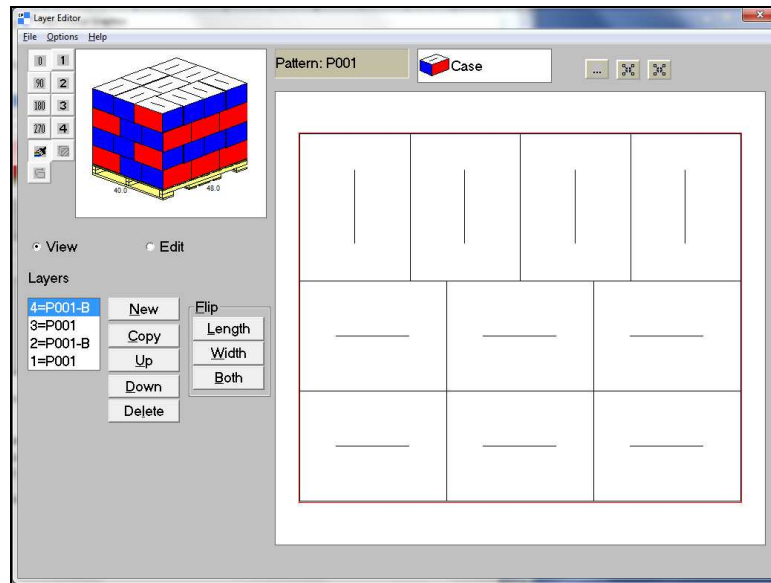 Layer Editor
File Options Help
0 1
90 2
180 3
270 4
40.0 48.0
Pattern: P001
Case
...
View Edit
Layers
4=P001-B
3=P001
2=P001-B
1=P001
New
Copy
Up
Down
Delete
Flip
Length
Width
Both